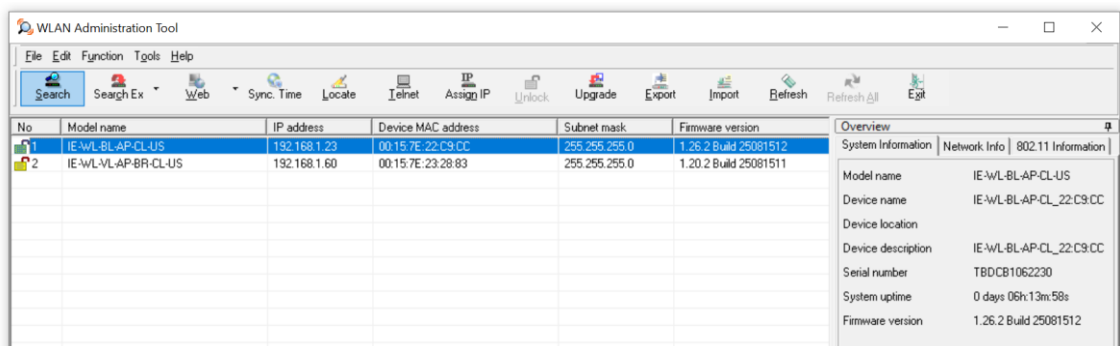 WLAN Administration Tool
File Edit Function Tools Help
Search Search Ex Web Sync. Time Locate Telnet Assign IP Unlock Upgrade Export Import Refresh Refresh All Exit
No Model name IP address Device MAC address Subnet mask Firmware version
1 IE-WL-BL-AP-CL-US 192.168.1.23 00:15:7E:22:C9:CC 255.255.255.0 1.26.2 Build 25081512
2 IE-WL-VL-AP-BR-CL-US 192.168.1.60 00:15:7E:23:28:83 255.255.255.0 1.20.2 Build 25081511
Overview
System Information Network Info 802.11 Information
Model name IE-WL-BL-AP-CL-US
Device name IE-WL-BL-AP-CL_22:C9:CC
Device location
Device description IE-WL-BL-AP-CL_22:C9:CC
Serial number TBDCB1062230
System uptime 0 days 06h:13m:58s
Firmware version 1.26.2 Build 25081512